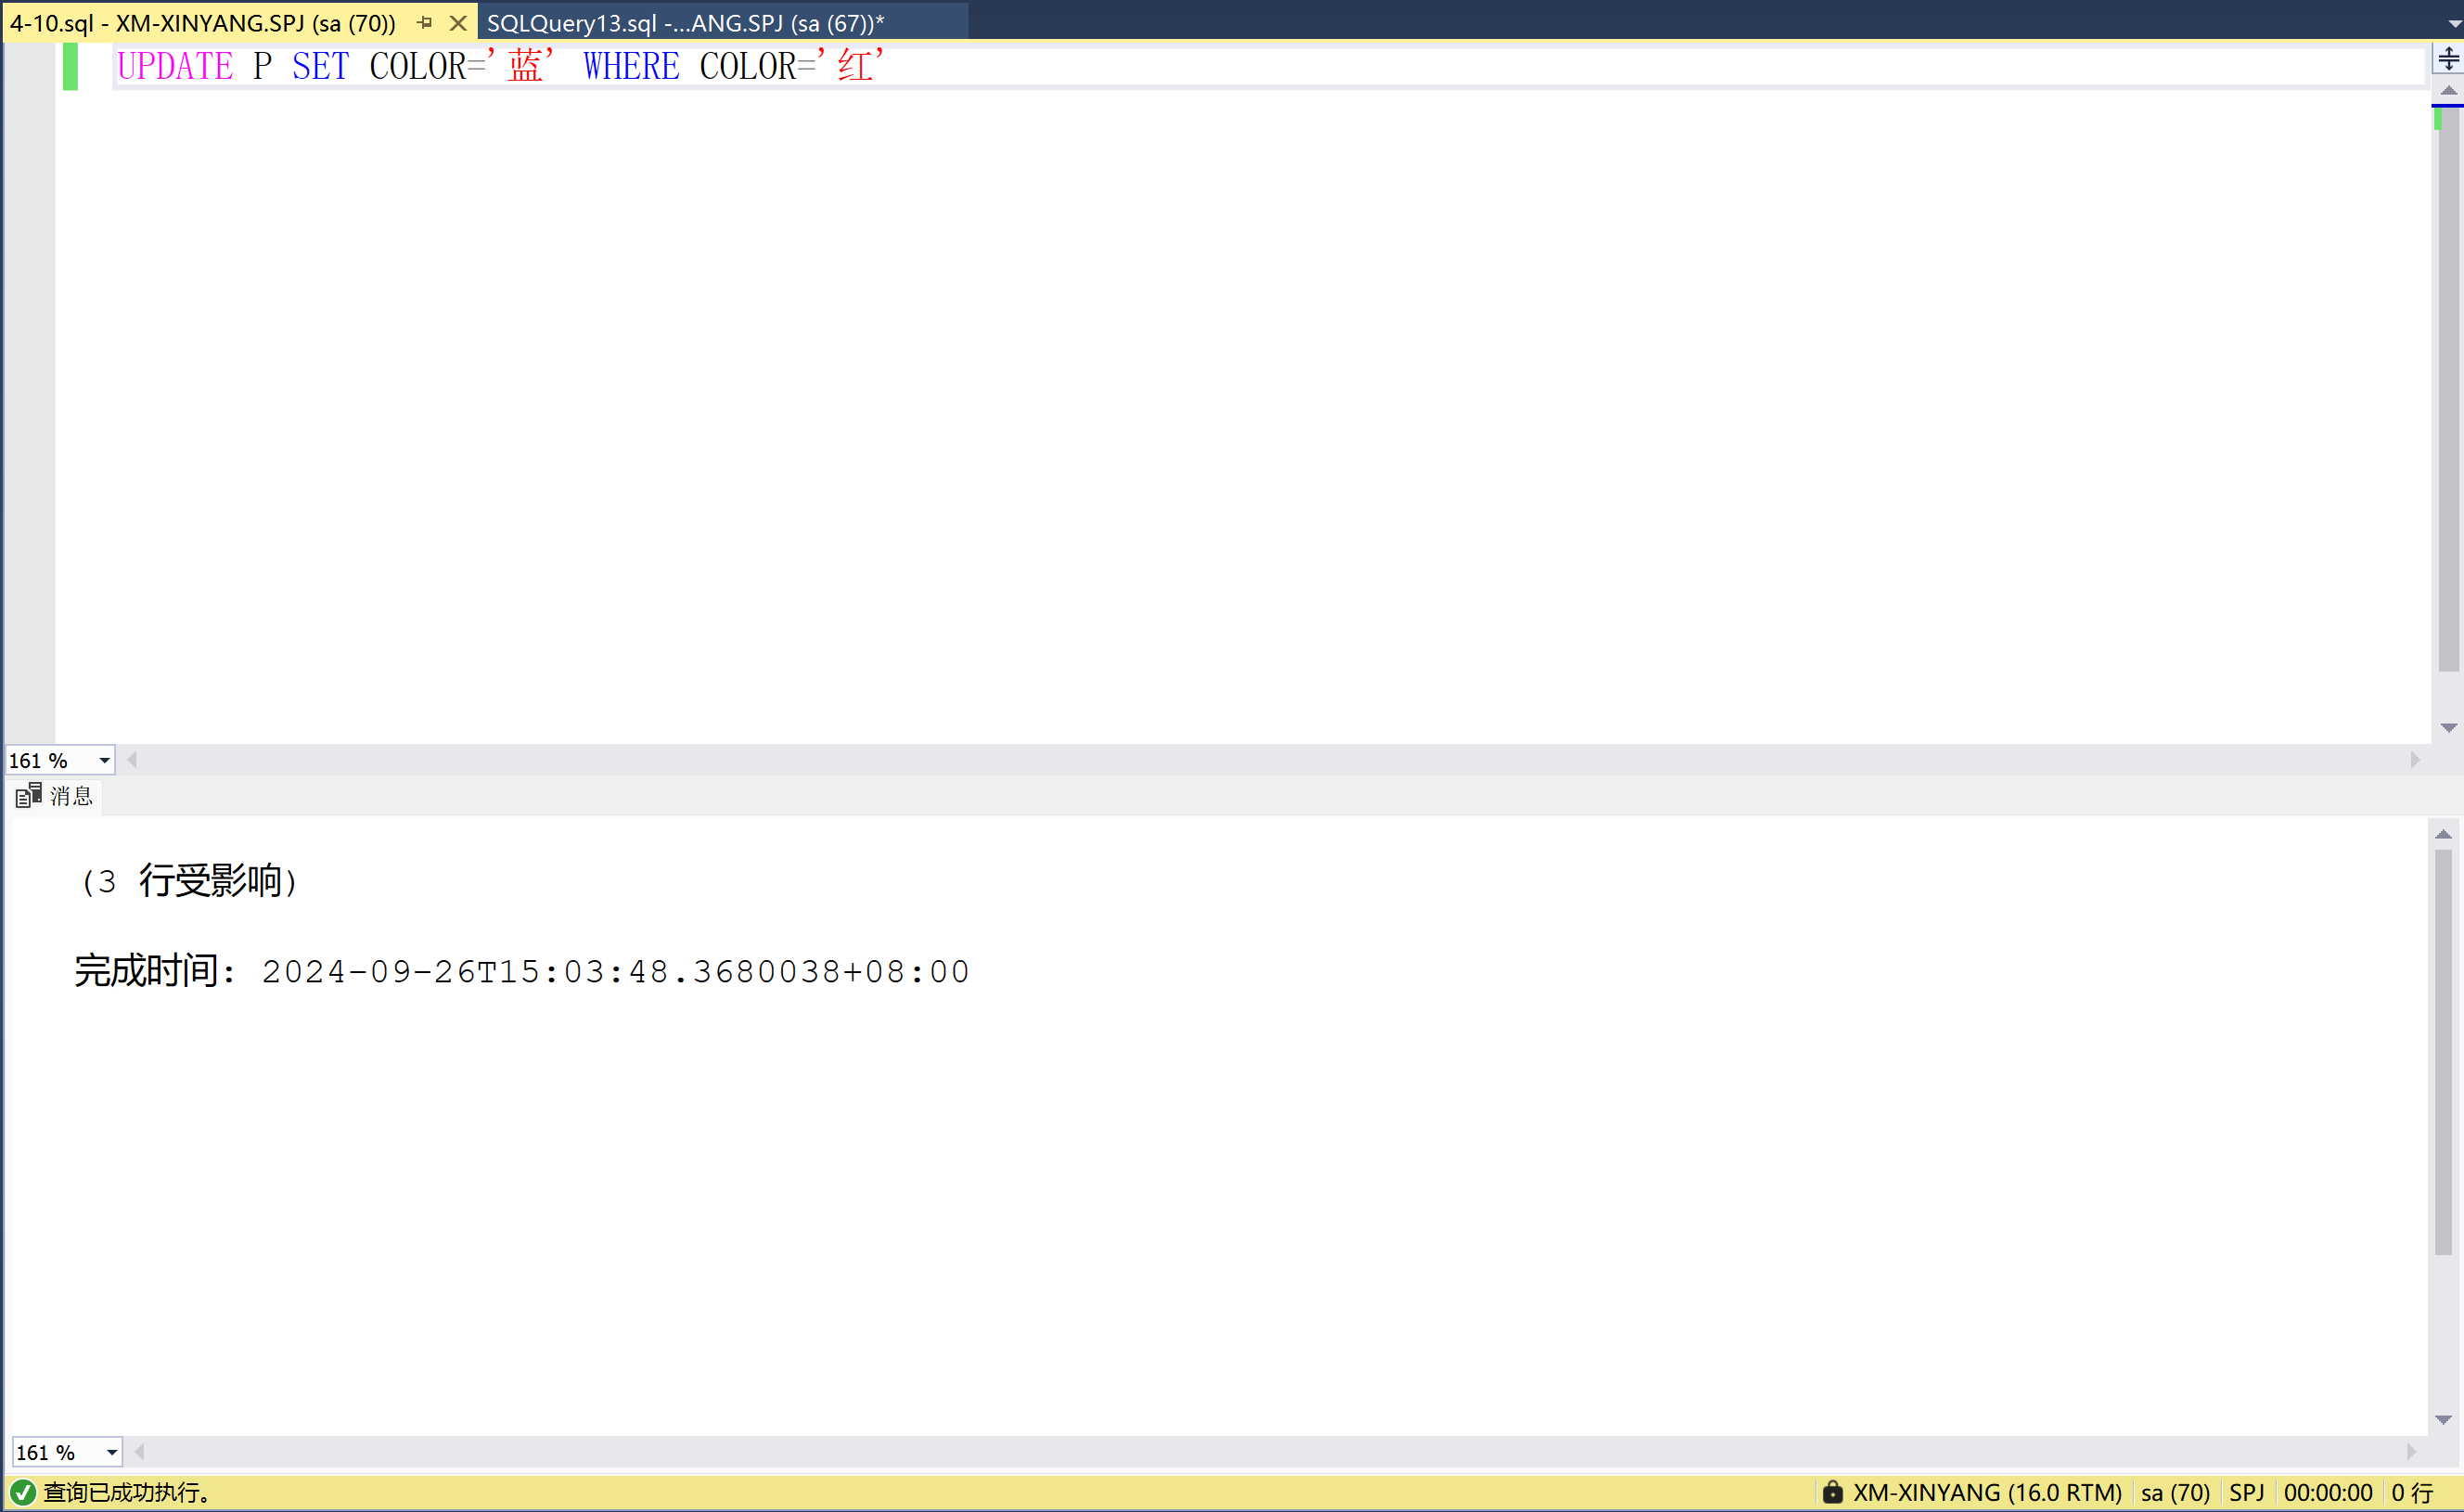 4-10.sql - XM-XINYANG.SPJ (sa (70)) SQLQuery13.sql -...ANG.SPJ (sa (67))*
UPDATE P SET COLOR='蓝' WHERE COLOR='红'
161 %
消息
(3 行受影响)
完成时间: 2024-09-26T15:03:48.3680038+08:00
161 %
查询已成功执行。 XM-XINYANG (16.0 RTM) sa (70) SPJ 00:00:00 0 行